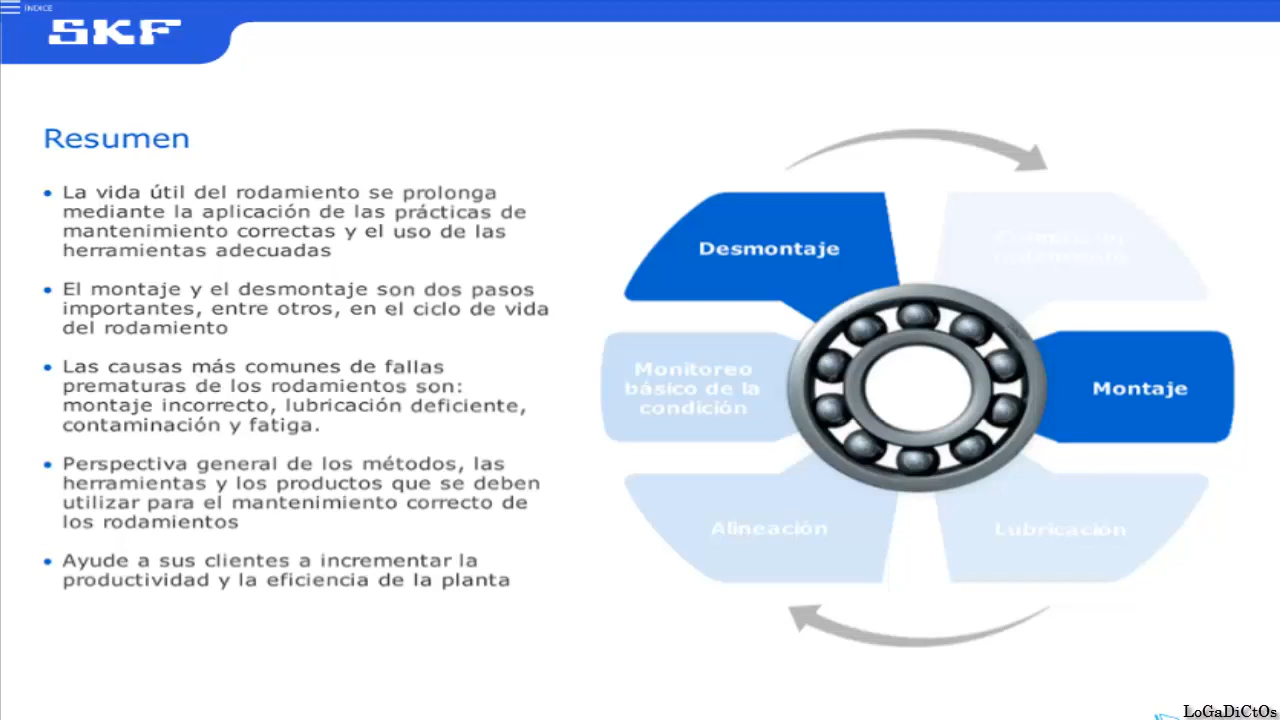 ÍNDICE
SKF
Resumen
• La vida útil del rodamiento se prolonga
mediante la aplicación de las prácticas de
mantenimiento correctas y el uso de las
herramientas adecuadas
• El montaje y el desmontaje son dos pasos
importantes, entre otros, en el ciclo de vida
del rodamiento
• Las causas más comunes de fallas
prematuras de los rodamientos son:
montaje incorrecto, lubricación deficiente,
contaminación y fatiga.
• Perspectiva general de los métodos, las
herramientas y los productos que se deben
utilizar para el mantenimiento correcto de
los rodamientos
• Ayude a sus clientes a incrementar la
productividad y la eficiencia de la planta
Desmontaje
Montaje
Monitoreo
básico de la
condición
Alineación
Lubricación
LoGaDiCtOs